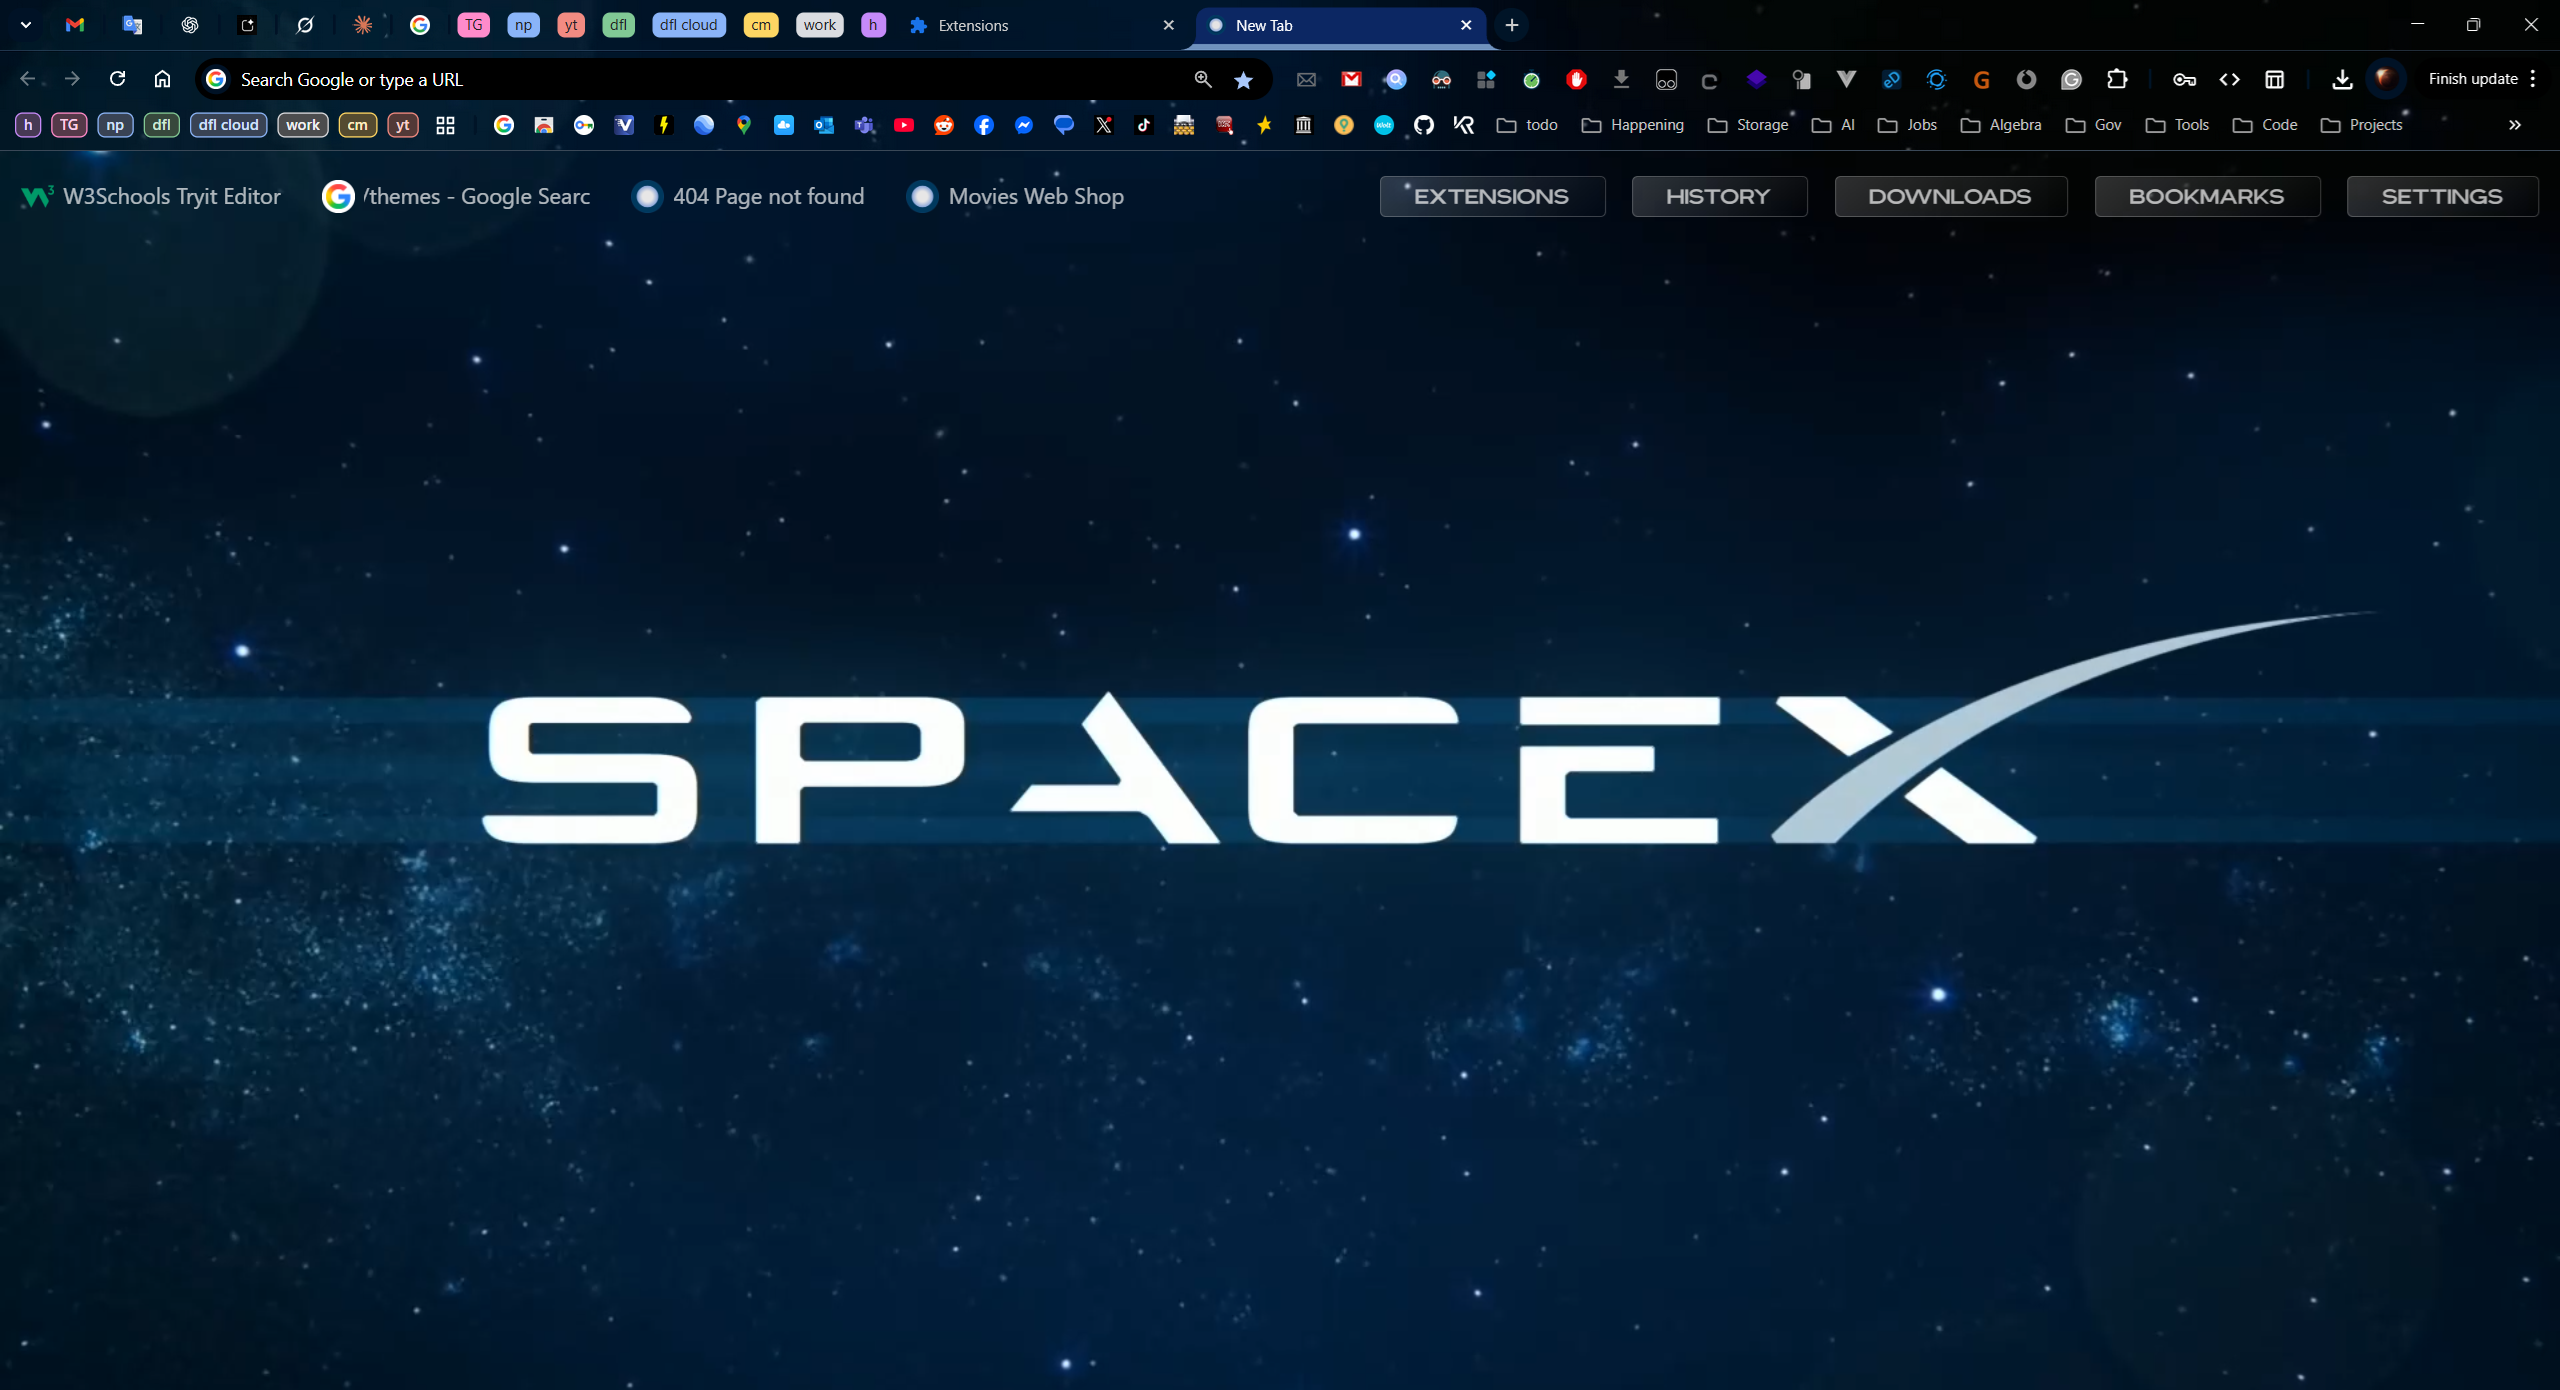 TG np yt dfl dfl cloud cm work h Extensions New Tab
Search Google or type a URL Finish update
h TG np dfl dfl cloud work cm yt todo Happening Storage AI Jobs Algebra Gov Tools Code Projects
W3Schools Tryit Editor /themes - Google Searc 404 Page not found Movies Web Shop EXTENSIONS HISTORY DOWNLOADS BOOKMARKS SETTINGS
SPACEX